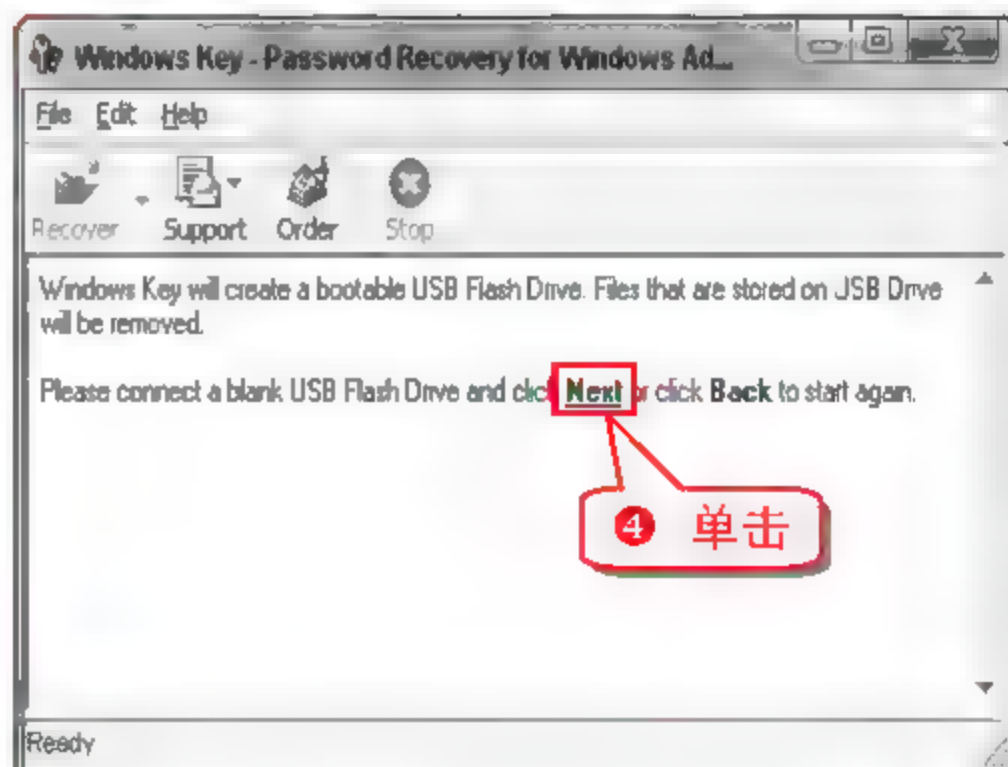 Windows Key - Password Recovery for Windows Ad...
File Edit Help
Recover Support Order Stop
Windows Key will create a bootable USB Flash Drive. Files that are stored on USB Drive
will be removed.
Please connect a blank USB Flash Drive and click Next or click Back to start again.
4 单击
Ready